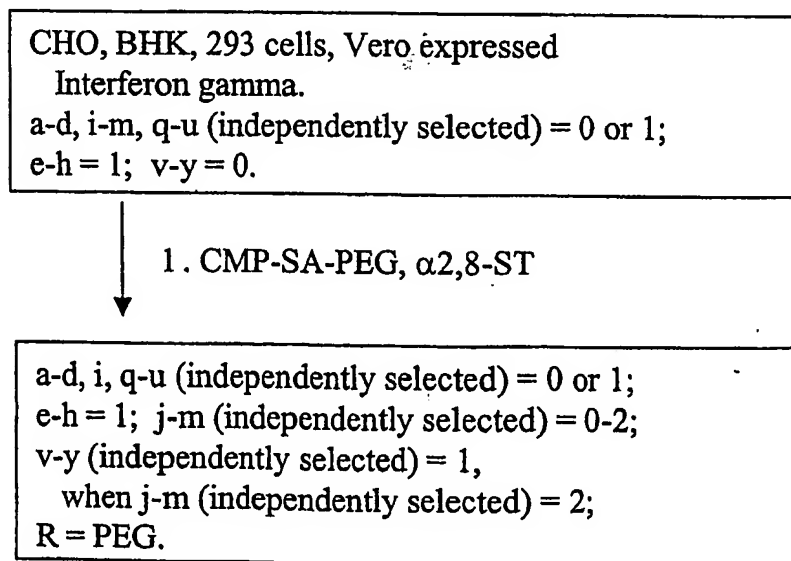 CHO, BHK, 293 cells, Vero expressed
Interferon gamma.
a-d, i-m, q-u (independently selected) = 0 or 1;
e-h = 1; v-y = 0.
1. CMP-SA-PEG, α2,8-ST
a-d, i, q-u (independently selected) = 0 or 1;
e-h = 1; j-m (independently selected) = 0-2;
v-y (independently selected) = 1,
when j-m (independently selected) = 2;
R = PEG.